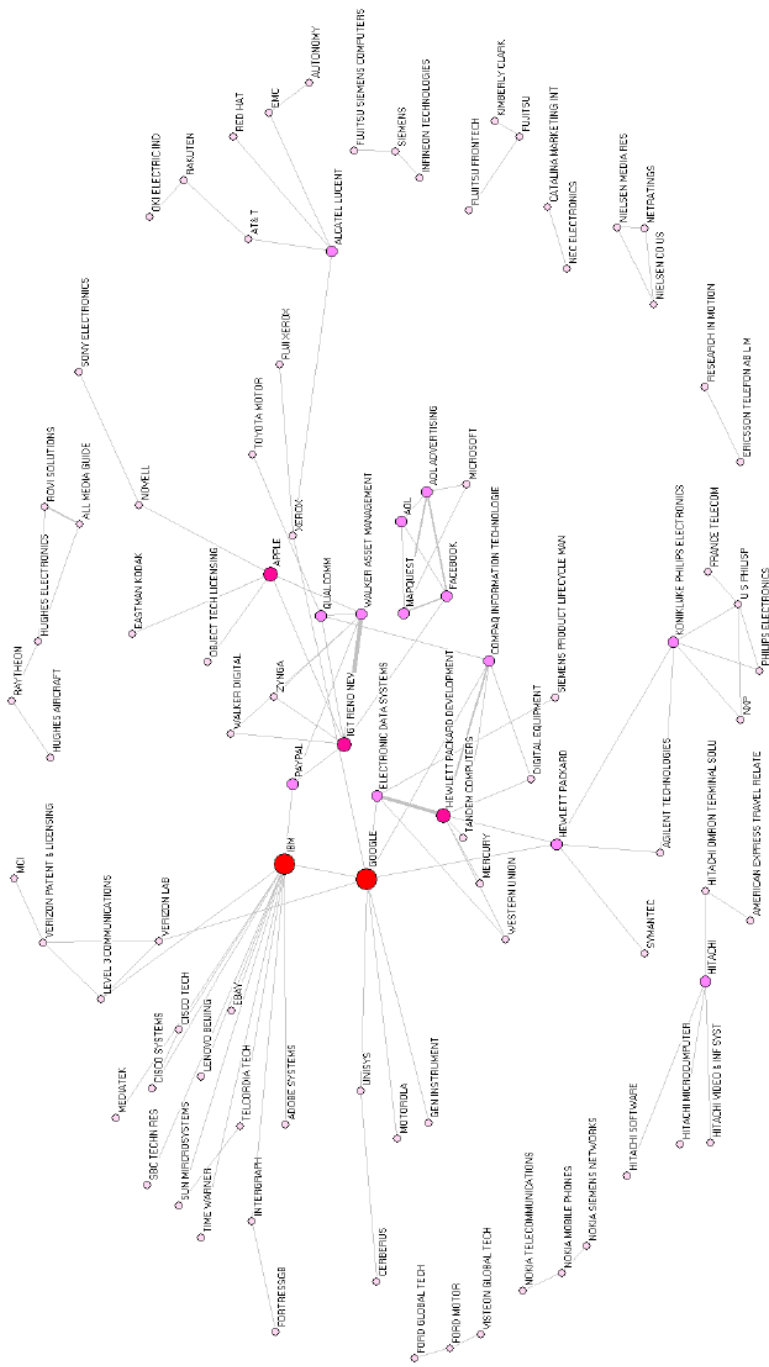 OKI ELECTRIC IND
RAKUTEN
AT& T
RED HAT
EMC
AUTONOMY
ALCATEL LUCENT
FUJITSU SIEMENS COMPUTERS
SIEMENS
INFINEON TECHNOLOGIES
KIMBERLY CLARK
FUJITSU
FUJITSU FRONTECH
CATALINA MARKETING INT
NEC ELECTRONICS
NIELSEN MEDIA RES
NETRATINGS
NIELSEN CO US
RESEARCH IN MOTION
ERICSSON TELEFON AB L M
SONY ELECTRONICS
NOVELL
ROVI SOLUTIONS
ALL MEDIA GUIDE
HUGHES ELECTRONICS
RAYTHEON
HUGHES AIRCRAFT
EASTMAN KODAK
OBJECT TECH LICENSING
APPLE
TOYOTA MOTOR
FUJI XEROX
XEROX
QUALCOMM
WALKER ASSET MANAGEMENT
WALKER DIGITAL
ZYNGA
IGT RENO NEV
PAYPAL
AOL
AOL ADVERTISING
MAPQUEST
FACEBOOK
MICROSOFT
COMPAQ INFORMATION TECHNOLOGIE
ELECTRONIC DATA SYSTEMS
HEWLETT PACKARD DEVELOPMENT
TANDEM COMPUTERS
MERCURY
WESTERN UNION
DIGITAL EQUIPMENT
SIEMENS PRODUCT LIFECYCLE MAN
HEWLETT PACKARD
AGILENT TECHNOLOGIES
SYMANTEC
KONINKLIJKE PHILIPS ELECTRONICS
FRANCE TELECOM
U S PHILISP
PHILIPS ELECTRONICS
NXP
IBM
GOOGLE
MCI
VERIZON PATENT & LICENSING
LEVEL 3 COMMUNICATIONS
VERIZON LAB
MEDIATEK
CISCO SYSTEMS
CISCO TECH
SBC TECHN RES
LENOVO BEIJING
EBAY
SUN MIRCROSYSTEMS
TELCORDIA TECH
TIME WARNER
INTERGRAPH
ADOBE SYSTEMS
FORTRESSGB
UNISYS
CERBERUS
MOTOROLA
GEN INSTRUMENT
FORD GLOBAL TECH
FORD MOTOR
VISTEON GLOBAL TECH
NOKIA TELECOMMUNICATIONS
NOKIA MOBILE PHONES
NOKIA SIEMENS NETWORKS
HITACHI
HITACHI OMRON TERMINAL SOLU
AMERICAN EXPRESS TRAVEL RELATE
HITACHI SOFTWARE
HITACHI MICROCOMPUTER
HITACHI VIDEO & INF SYST